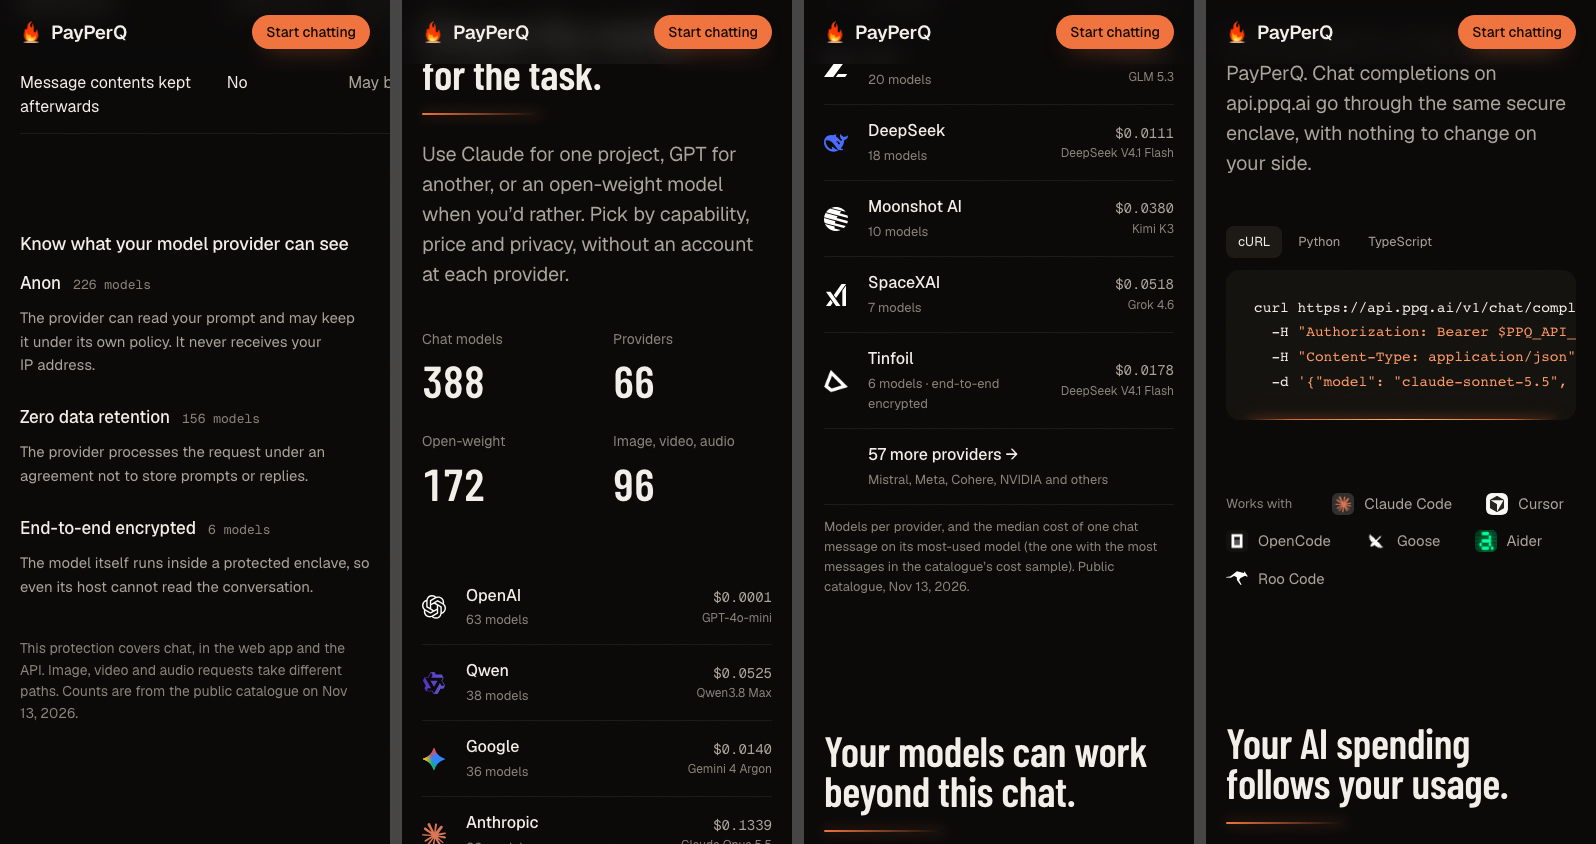 PayPerQ
Start chatting
Message contents kept afterwards
No
May b
Know what your model provider can see
Anon 226 models
The provider can read your prompt and may keep
it under its own policy. It never receives your
IP address.
Zero data retention 156 models
The provider processes the request under an
agreement not to store prompts or replies.
End-to-end encrypted 6 models
The model itself runs inside a protected enclave, so
even its host cannot read the conversation.
This protection covers chat, in the web app and the
API. Image, video and audio requests take different
paths. Counts are from the public catalogue on Nov
13, 2026.
PayPerQ
Start chatting
for the task.
Use Claude for one project, GPT for
another, or an open-weight model
when you’d rather. Pick by capability,
price and privacy, without an account
at each provider.
Chat models
388
Providers
66
Open-weight
172
Image, video, audio
96
OpenAI
63 models
$0.0001
GPT-4o-mini
Qwen
38 models
$0.0525
Qwen3.8 Max
Google
36 models
$0.0140
Gemini 4 Argon
Anthropic
$0.1339
PayPerQ
Start chatting
20 models
GLM 5.3
DeepSeek
18 models
$0.0111
DeepSeek V4.1 Flash
Moonshot AI
10 models
$0.0380
Kimi K3
SpaceXAI
7 models
$0.0518
Grok 4.6
Tinfoil
6 models · end-to-end
encrypted
$0.0178
DeepSeek V4.1 Flash
57 more providers →
Mistral, Meta, Cohere, NVIDIA and others
Models per provider, and the median cost of one chat
message on its most-used model (the one with the most
messages in the catalogue’s cost sample). Public
catalogue, Nov 13, 2026.
Your models can work
beyond this chat.
PayPerQ
Start chatting
PayPerQ. Chat completions on
api.ppq.ai go through the same secure
enclave, with nothing to change on
your side.
cURL
Python
TypeScript
curl https://api.ppq.ai/v1/chat/compl
-H "Authorization: Bearer $PPQ_API_
-H "Content-Type: application/json"
-d '{"model": "claude-sonnet-5.5",
Works with
Claude Code
Cursor
OpenCode
Goose
Aider
Roo Code
Your AI spending
follows your usage.